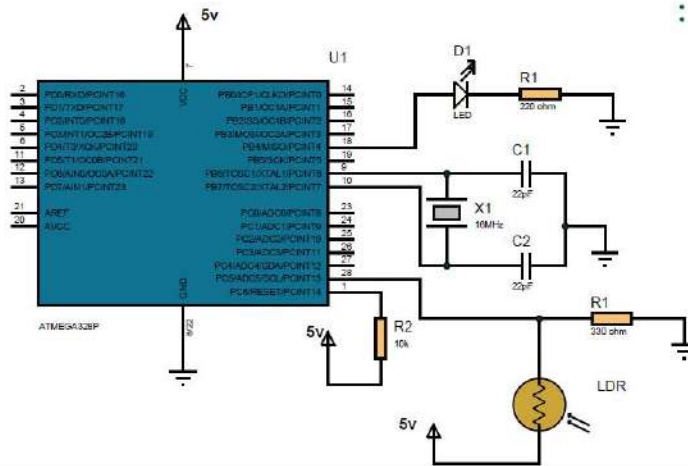 5v
U1
7
VCC
2 PD0/RXD/PCINT16
3 PD1/TXD/PCINT17
4 PD2/INT0/PCINT18
5 PD3/INT1/OC2B/PCINT19
6 PD4/T0/XCK/PCINT20
11 PD5/T1/OC0B/PCINT21
12 PD6/AIN0/OC0A/PCINT22
13 PD7/AIN1/PCINT23
21 AREF
20 AVCC
PB0/ICP1/CLKO/PCINT0 14
PB1/OC1A/PCINT1 15
PB2/SS/OC1B/PCINT2 16
PB3/MOSI/OC2A/PCINT3 17
PB4/MISO/PCINT4 18
PB5/SCK/PCINT5 19
PB6/TOSC1/XTAL1/PCINT6 9
PB7/TOSC2/XTAL2/PCINT7 10
PC0/ADC0/PCINT8 23
PC1/ADC1/PCINT9 24
PC2/ADC2/PCINT10 25
PC3/ADC3/PCINT11 26
PC4/ADC4/SDA/PCINT12 27
PC5/ADC5/SCL/PCINT13 28
PC6/RESET/PCINT14 1
GND
8/22
ATMEGA328P
D1
LED
R1
220 ohm
C1
22pF
X1
16MHz
C2
22pF
5v
R2
10k
R1
330 ohm
LDR
5v